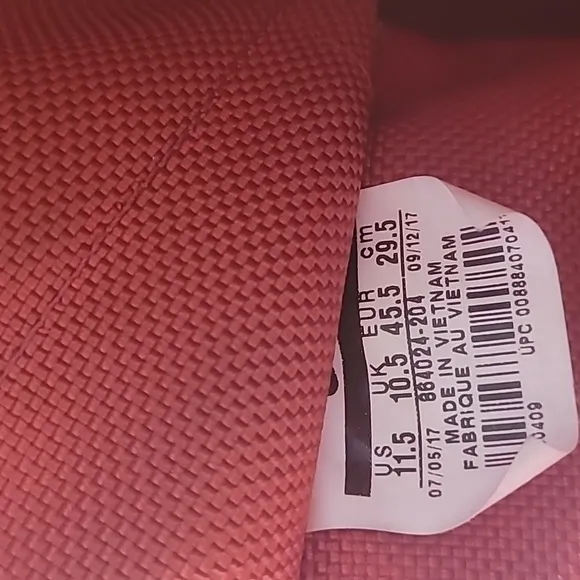 US UK EUR cm
11.5 10.5 45.5 29.5
864024-204
07/05/17 09/12/17
MADE IN VIETNAM
FABRIQUE AU VIETNAM
UPC 00888407041
0409